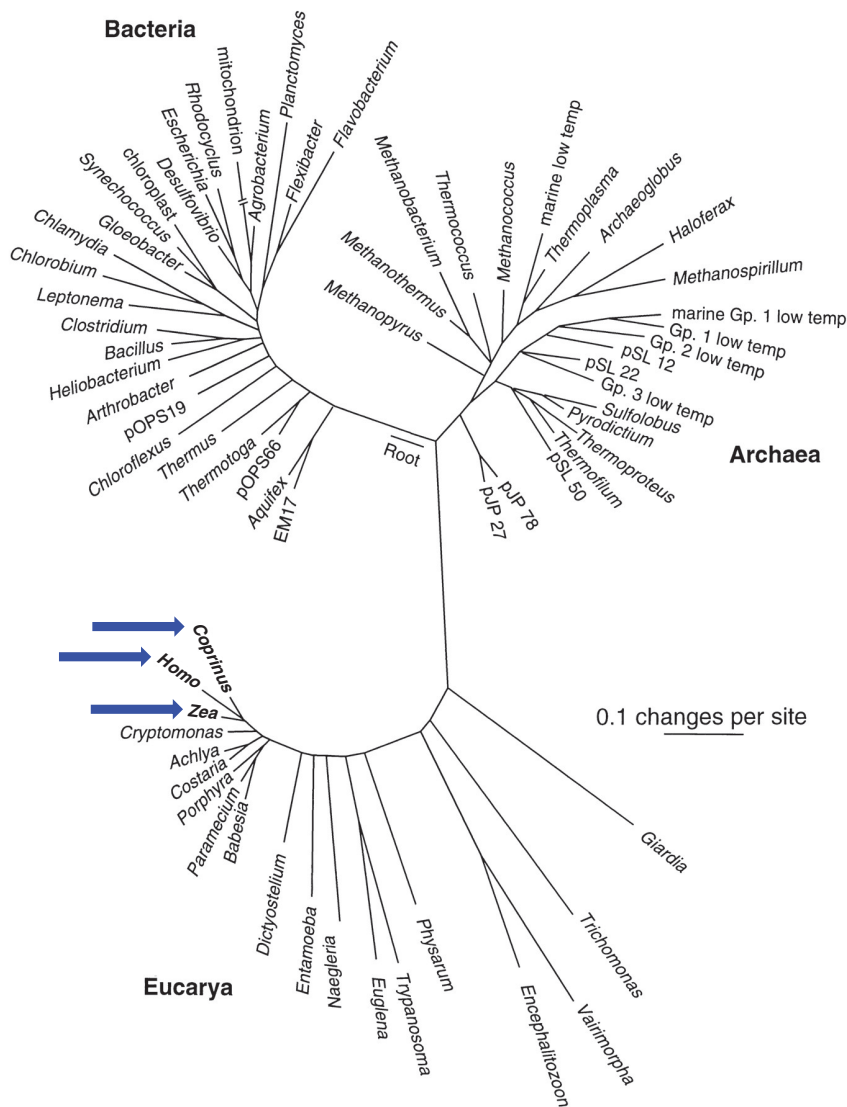 Bacteria
Planctomyces
Flavobacterium
mitochondrion
Rhodocyclus
Escherichia
Desulfovibrio
Agrobacterium
Flexibacter
chloroplast
Synechococcus
Gloeobacter
Chlamydia
Chlorobium
Leptonema
Clostridium
Bacillus
Heliobacterium
Arthrobacter
pOPS19
Chloroflexus
Thermus
Thermotoga
pOPS66
Aquifex
EM17
Root
Methanobacterium
Thermococcus
Methanothermus
Methanopyrus
Methanococcus
marine low temp
Thermoplasma
Archaeoglobus
Haloferax
Methanospirillum
marine Gp. 1 low temp
Gp. 1 low temp
Gp. 2 low temp
pSL 12
pSL 22
Gp. 3 low temp
Sulfolobus
Pyrodictium
Thermoproteus
Thermofilum
pSL 50
pJP 78
pJP 27
Archaea
Coprinus
Homo
Zea
Cryptomonas
Achlya
Costaria
Porphyra
Paramecium
Babesia
Dictyostelium
Entamoeba
Naegleria
Euglena
Trypanosoma
Physarum
Encephalitozoon
Vairimorpha
Trichomonas
Giardia
0.1 changes per site
Eucarya